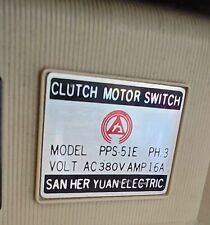 CLUTCH MOTOR SWITCH
MODEL PPS-51E PH 3
VOLT AC380V AMP 16A
SAN HER YUAN ELECTRIC